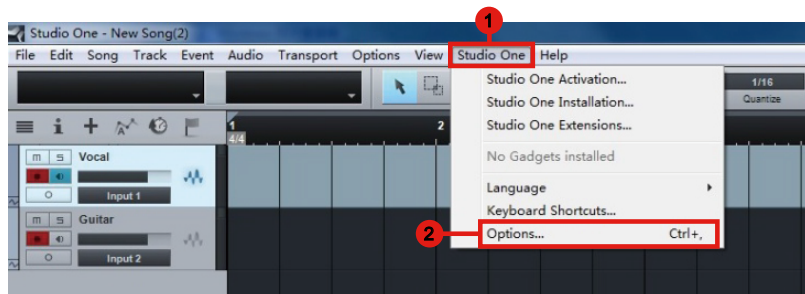 1
Studio One - New Song(2)
File Edit Song Track Event Audio Transport Options View Studio One Help
Studio One Activation...
Studio One Installation...
Studio One Extensions...
No Gadgets installed
Language
Keyboard Shortcuts...
2
Options... Ctrl+,
1/16
Quantize
1
2
4/4
m s Vocal
Input 1
m s Guitar
Input 2